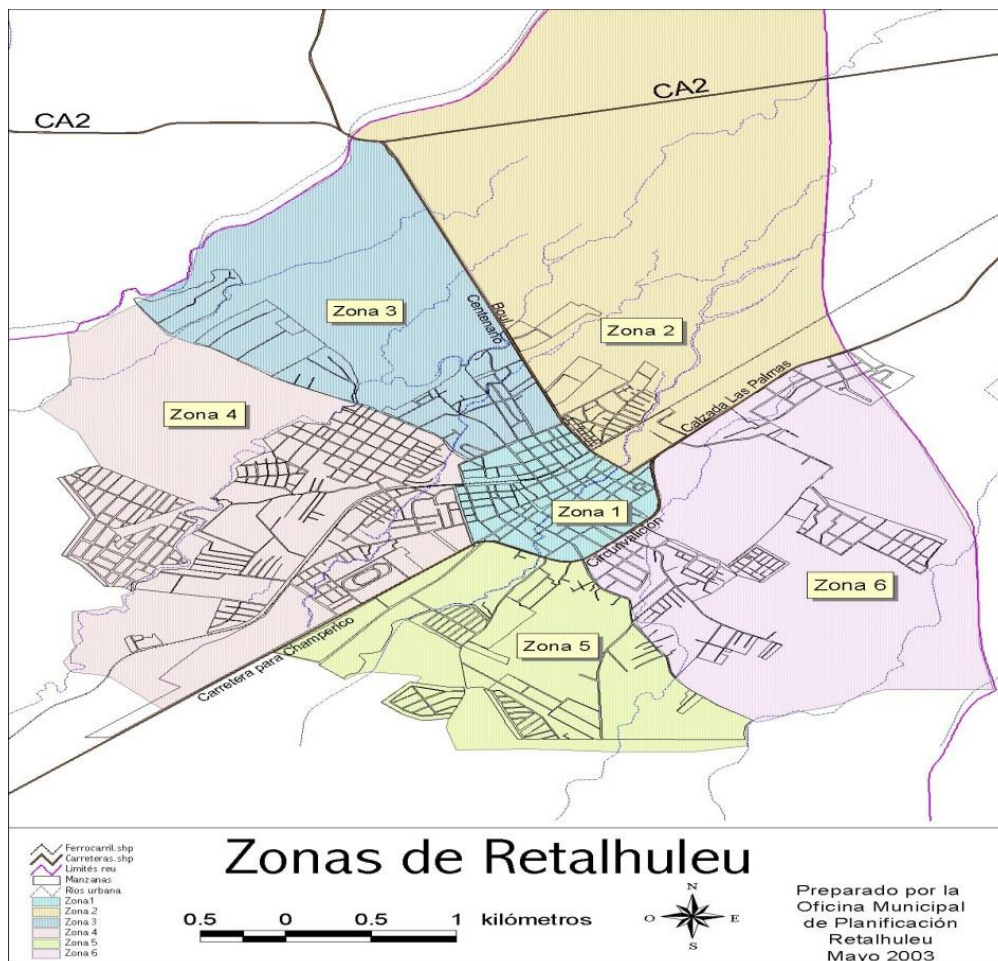 CA2
CA2
Zona 3
Boul.
Centenario
Zona 2
Calzada Las Palmas
Zona 4
Zona 1
Circunvalición
Zona 6
Zona 5
Carretera para Champerico
Zonas de Retalhuleu
Ferrocarril.shp
Carreteras.shp
Limités reu
Manzanas
Rios urbana
Zona1
Zona 2
Zona 3
Zona 4
Zona 5
Zona 6
0.5 0 0.5 1 kilómetros
N
O E
S
Preparado por la
Oficina Municipal
de Planificación
Retalhuleu
Mayo 2003